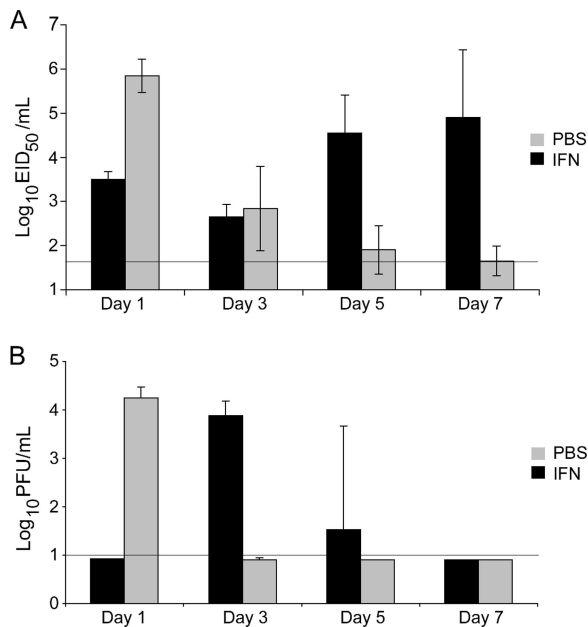 A
Log10EID50/mL
7
6
5
4
3
2
1
Day 1 Day 3 Day 5 Day 7
PBS
IFN
B
Log10PFU/mL
5
4
3
2
1
0
Day 1 Day 3 Day 5 Day 7
PBS
IFN